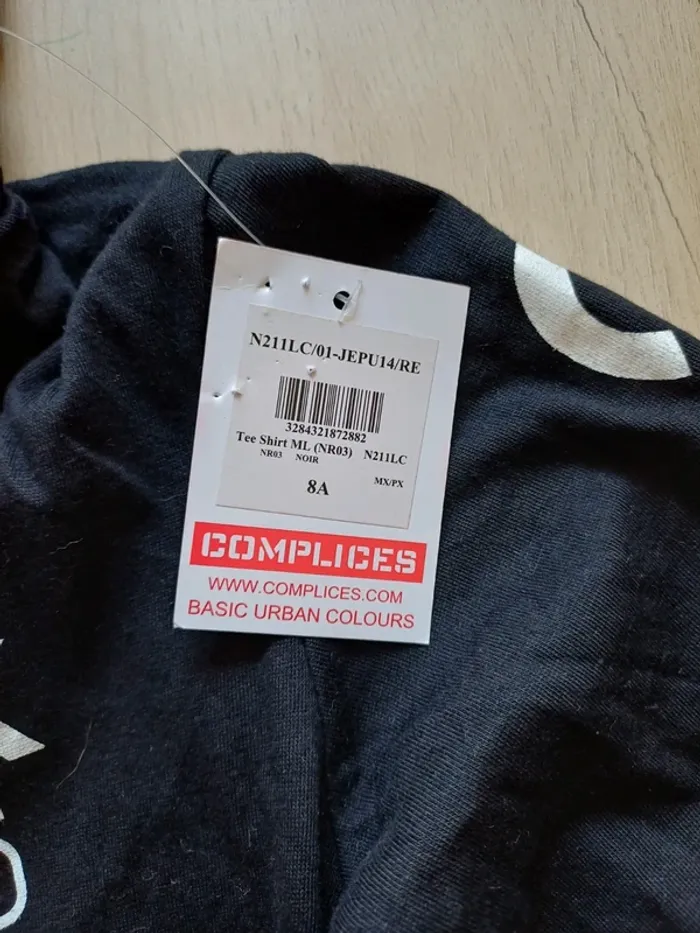 N211LC/01-JEPU14/RE
3284321872882
Tee Shirt ML (NR03) N211LC
NR03 NOIR
MX/PX
8A
COMPLICES
WWW.COMPLICES.COM
BASIC URBAN COLOURS
C